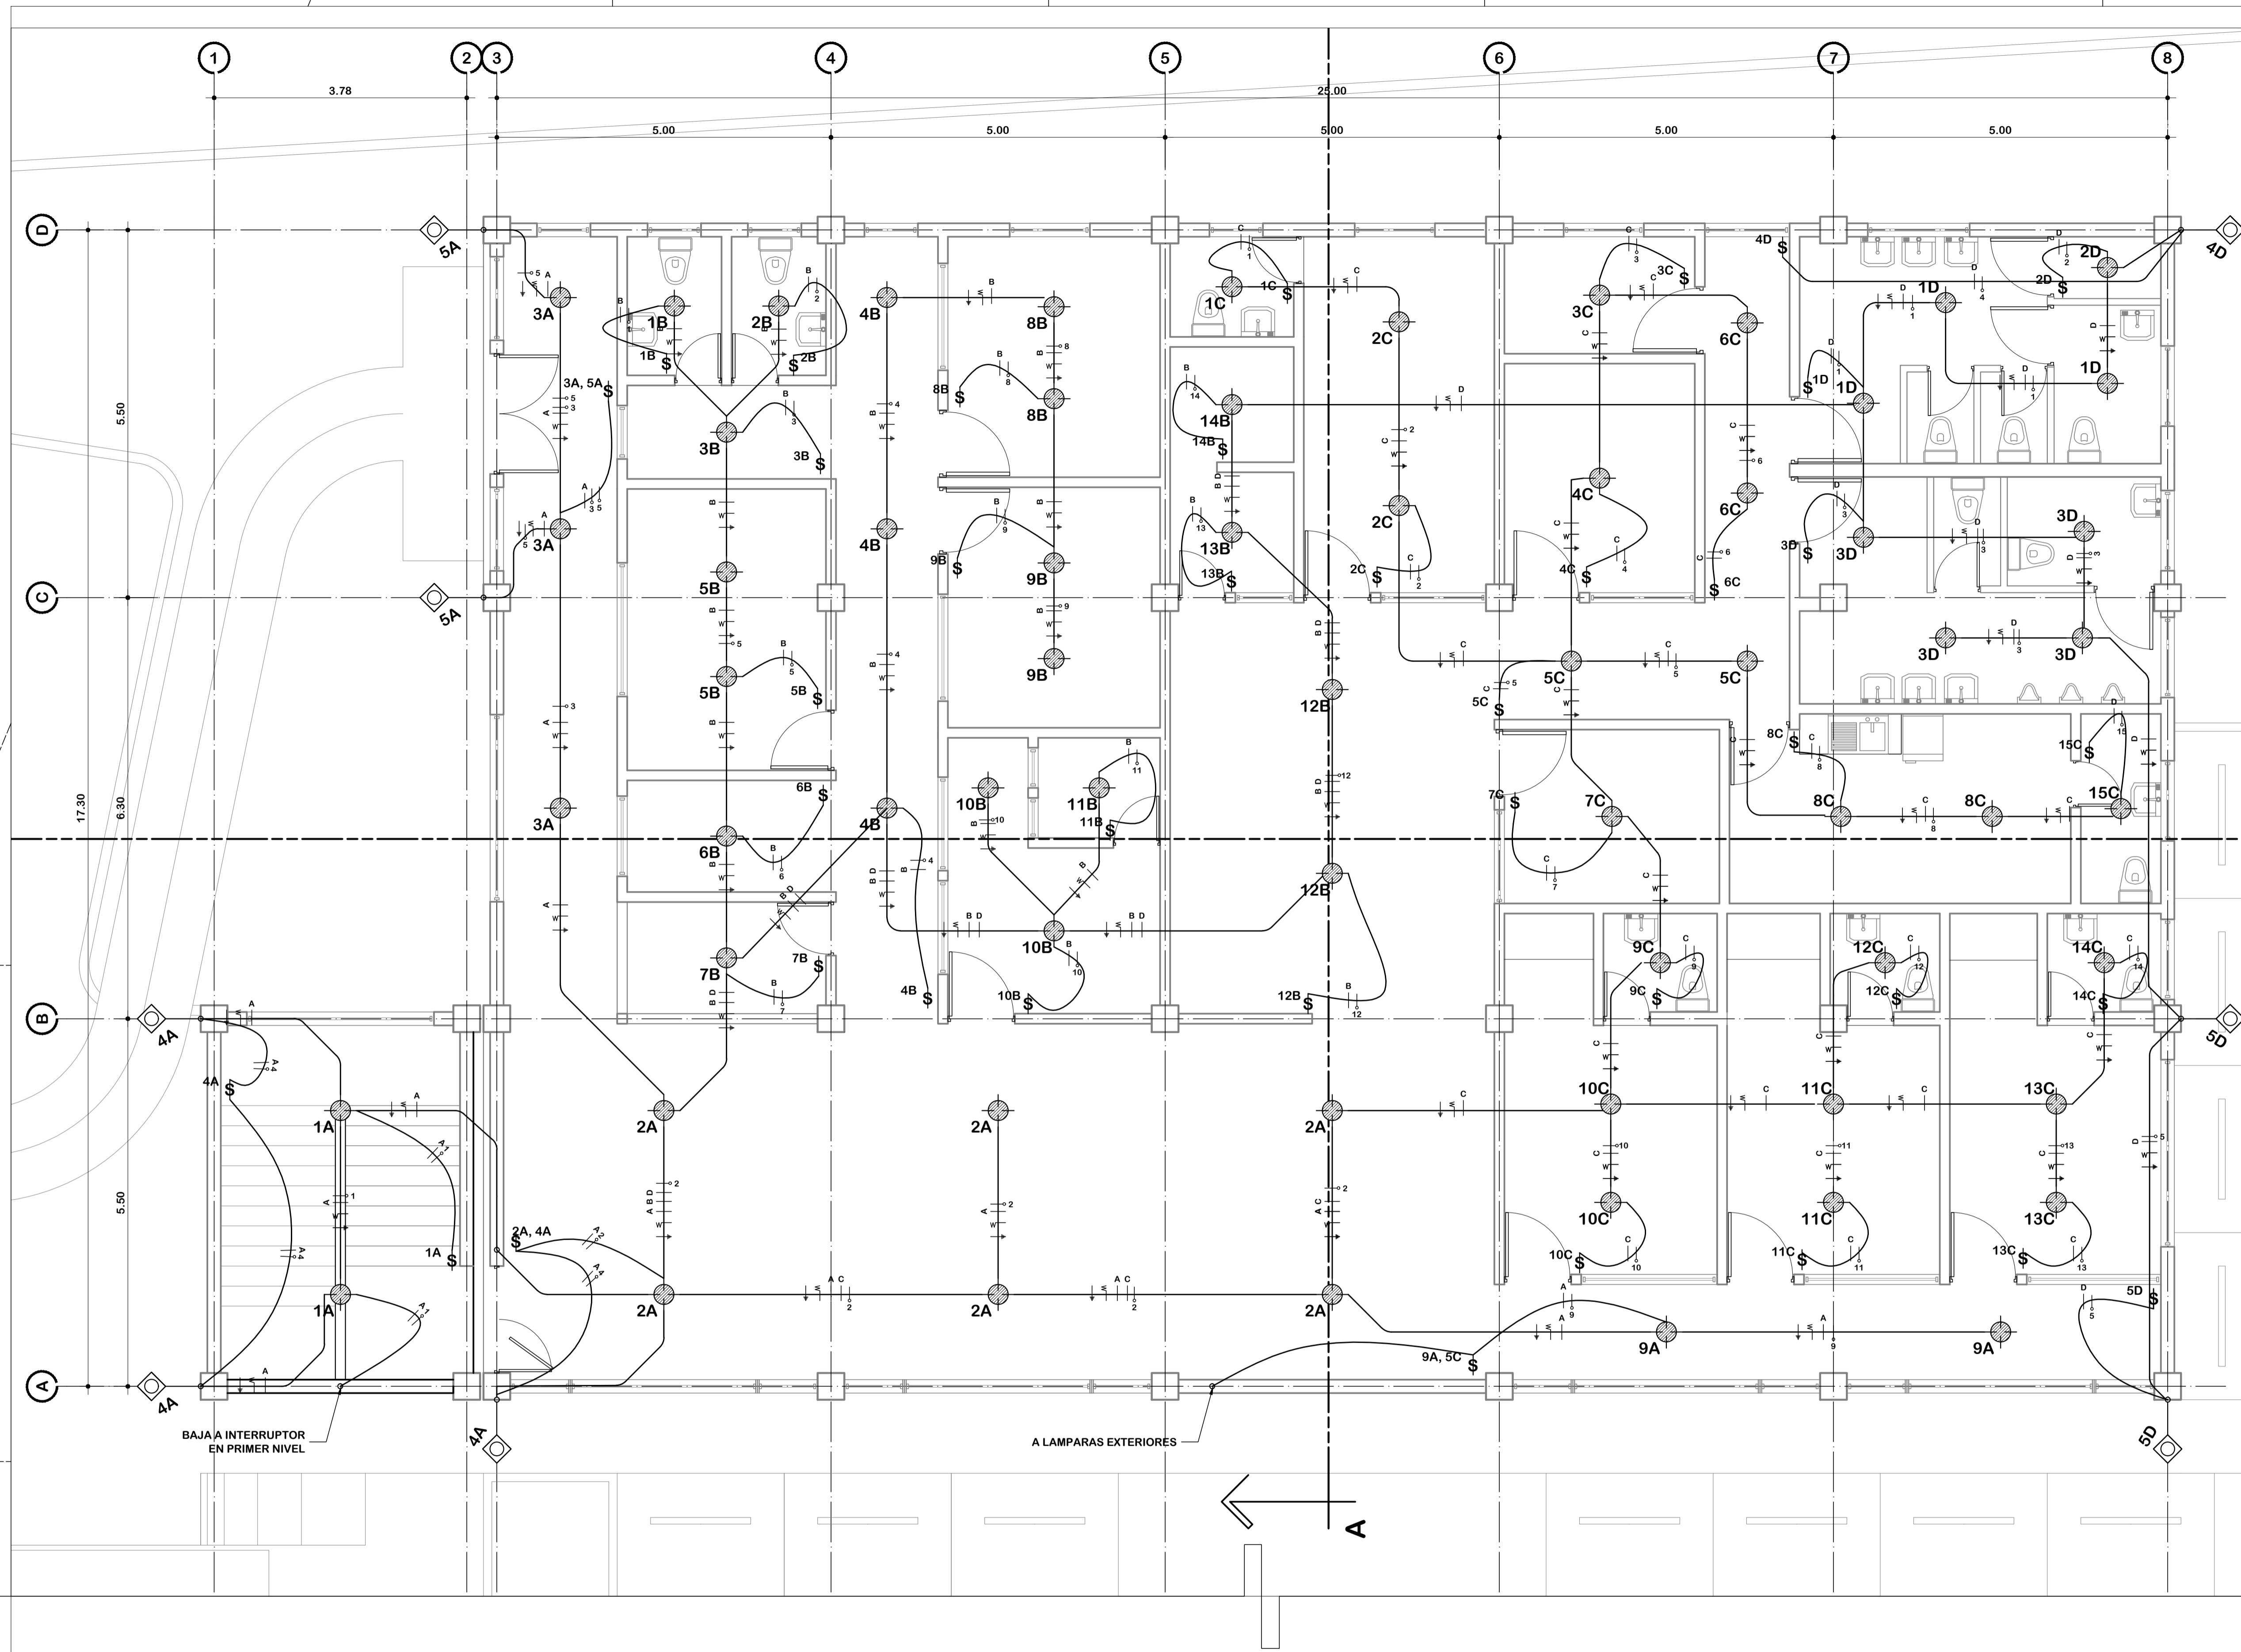 1
2
3
4
5
6
7
8
3.78
25.00
5.00
5.00
5.00
5.00
5.00
D
C
B
A
5.50
17.30
6.30
5.50
5A
4D
3A
1B
2B
4B
8B
1C
1C
2C
3C
3C
6C
4D
1D
2D
2D
1D
1D
1D
3A, 5A
1B
2B
3B
3B
8B
8B
14B
14B
4C
6C
3A
4B
9B
9B
13B
13B
2C
2C
4C
6C
3D
3D
3D
5A
5B
5B
5B
9B
12B
5C
5C
5C
3D
3D
3A
6B
6B
4B
10B
11B
11B
7C
7C
8C
8C
8C
15C
15C
7B
7B
4B
10B
10B
12B
12B
9C
9C
12C
12C
14C
14C
4A
5D
4A
1A
2A
2A
2A
10C
11C
13C
1A
1A
2A, 4A
2A
2A
2A
10C
10C
11C
11C
13C
13C
5D
9A, 5C
9A
9A
4A
4A
5D
BAJA A INTERRUPTOR
EN PRIMER NIVEL
A LAMPARAS EXTERIORES
A